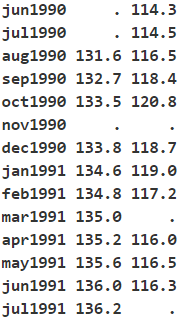 jun1990 . 114.3
jul1990 . 114.5
aug1990 131.6 116.5
sep1990 132.7 118.4
oct1990 133.5 120.8
nov1990 . .
dec1990 133.8 118.7
jan1991 134.6 119.0
feb1991 134.8 117.2
mar1991 135.0 .
apr1991 135.2 116.0
may1991 135.6 116.5
jun1991 136.0 116.3
jul1991 136.2 .